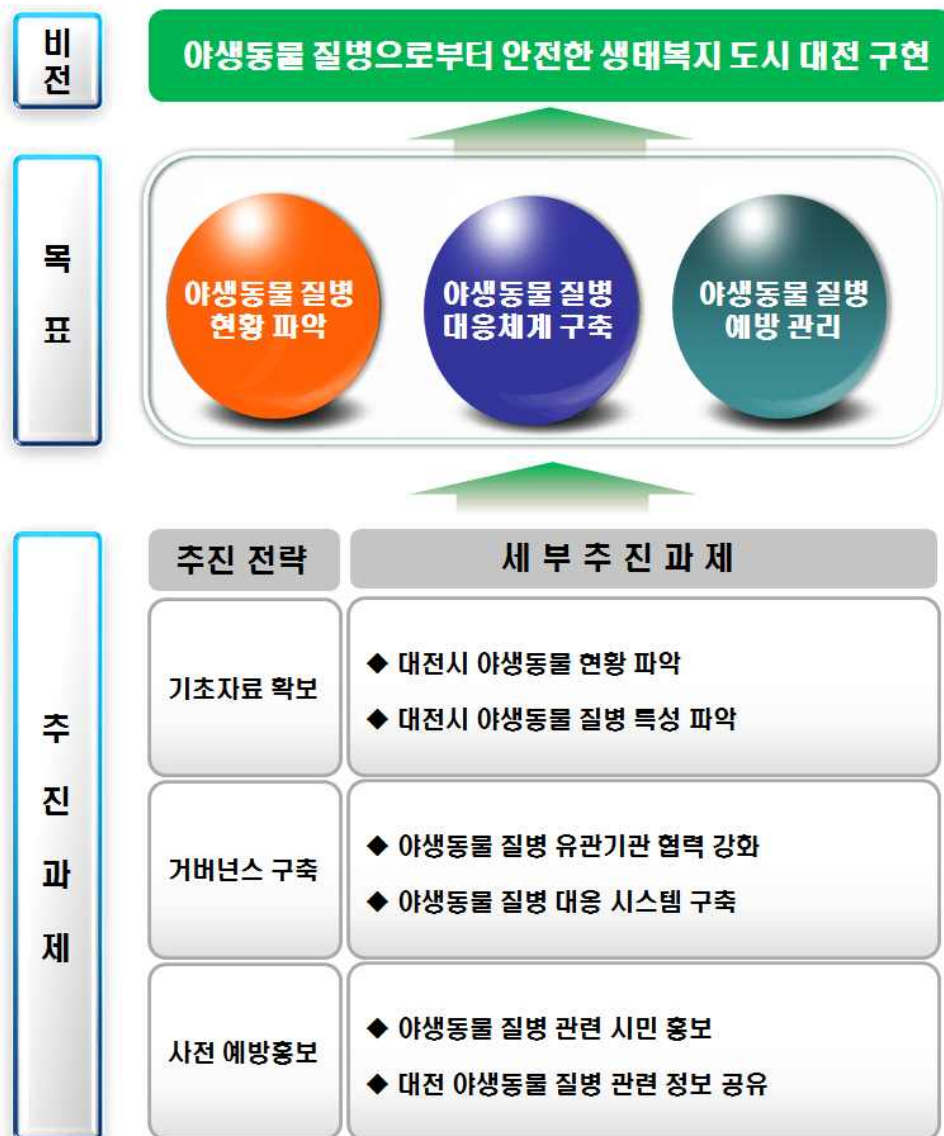 비전
야생동물 질병으로부터 안전한 생태복지 도시 대전 구현
목표
야생동물 질병
현황 파악
야생동물 질병
대응체계 구축
야생동물 질병
예방 관리
추진과제
추진 전략
세 부 추 진 과 제
기초자료 확보
◆ 대전시 야생동물 현황 파악
◆ 대전시 야생동물 질병 특성 파악
거버넌스 구축
◆ 야생동물 질병 유관기관 협력 강화
◆ 야생동물 질병 대응 시스템 구축
사전 예방홍보
◆ 야생동물 질병 관련 시민 홍보
◆ 대전 야생동물 질병 관련 정보 공유